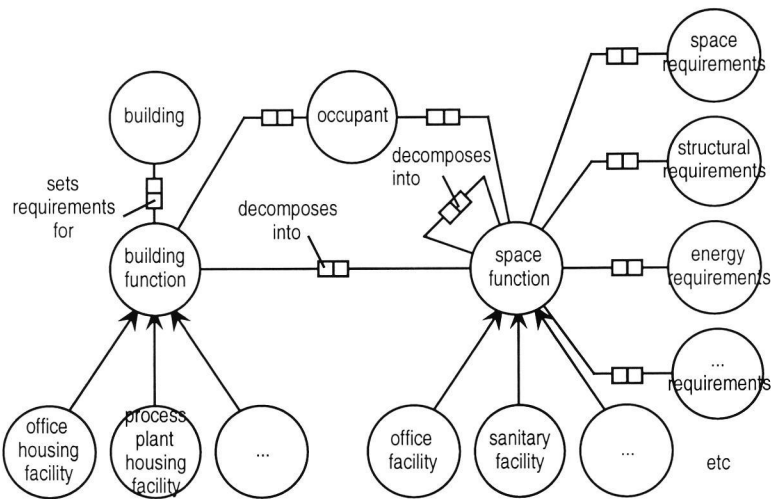 space
requirements
building
occupant
decomposes
into
structural
requirements
sets
requirements
for
decomposes
into
building
function
space
function
energy
requirements
...
requirements
office
housing
facility
process
plant
housing
facility
...
office
facility
sanitary
facility
...
etc